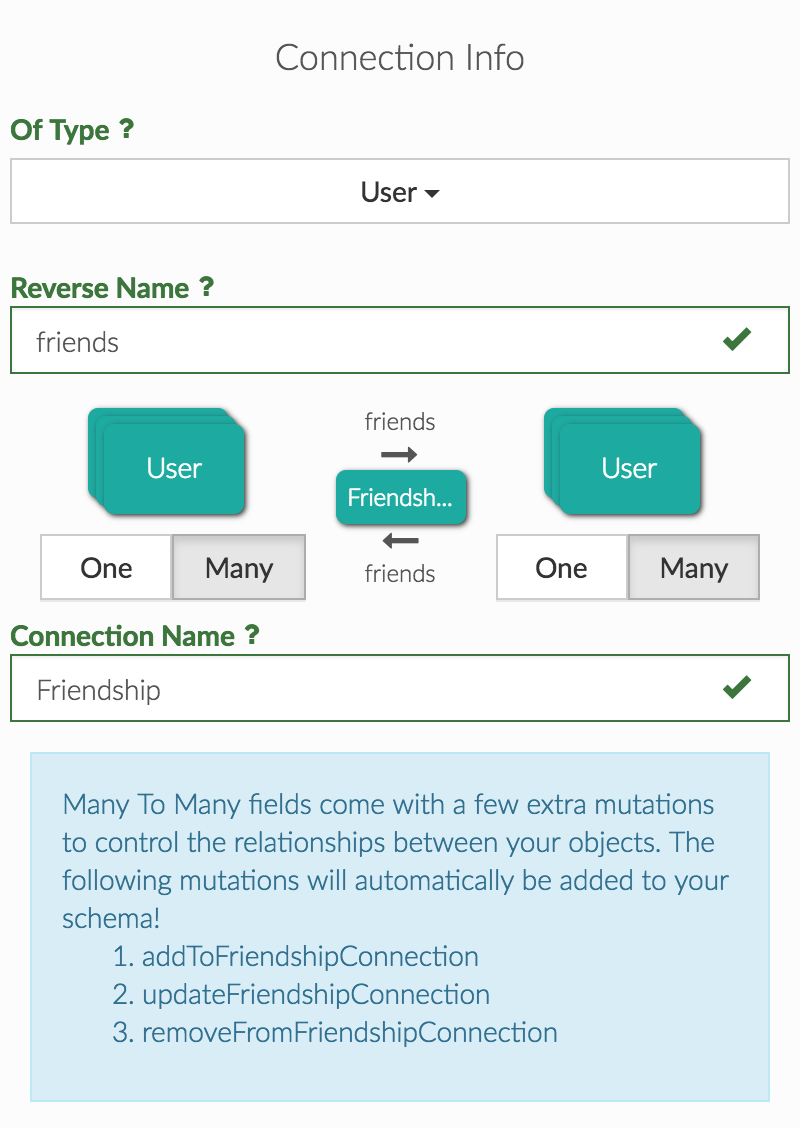 Connection Info
Of Type ?
User
Reverse Name ?
friends
friends
User
User
Friendsh...
friends
One
Many
One
Many
Connection Name ?
Friendship
Many To Many fields come with a few extra mutations
to control the relationships between your objects. The
following mutations will automatically be added to your
schema!
1. addToFriendshipConnection
2. updateFriendshipConnection
3. removeFromFriendshipConnection